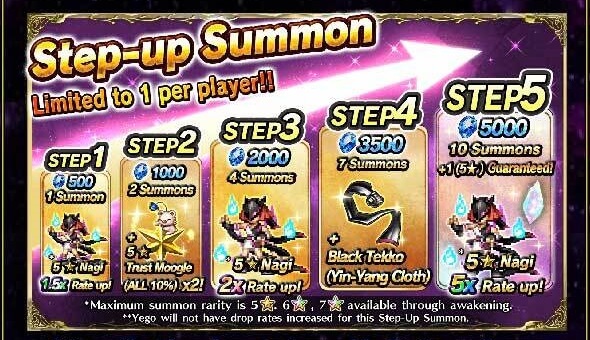 Step-up Summon
Limited to 1 per player!!
STEP1
500
1 Summon
5★ Nagi
1.5x Rate up!
STEP2
1000
2 Summons
+
5★
Trust Moogle
(ALL 10%) x2!
STEP3
2000
4 Summons
5★ Nagi
2x Rate up!
STEP4
3500
7 Summons
+
Black Tekko
(Yin-Yang Cloth)
STEP5
5000
10 Summons
+1 (5★) Guaranteed!
5★ Nagi
5x Rate up!
*Maximum summon rarity is 5★. 6★, 7★ available through awakening.
**Yego will not have drop rates increased for this Step-Up Summon.